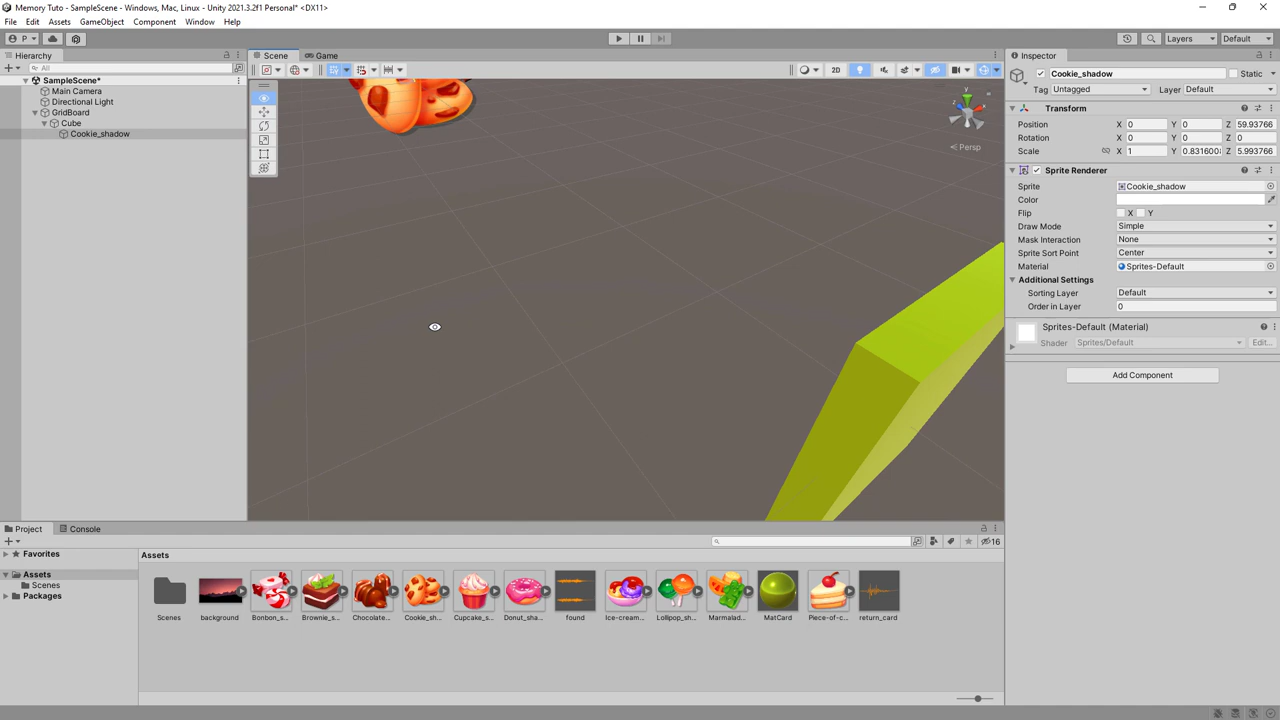 Memory Tuto - SampleScene - Windows, Mac, Linux - Unity 2021.3.2f1 Personal* <DX11>
File Edit Assets GameObject Component Window Help
P Layers Default
Hierarchy Scene Game Inspector
All 2D Cookie_shadow Static
SampleScene* Tag Untagged Layer Default
Main Camera
Directional Light
GridBoard Transform
Cube Position X 0 Y 0 Z 59.93766
Cookie_shadow Rotation X 0 Y 0 Z 0
y
Persp Scale X 1 Y 0.8316008 Z 5.993766
Sprite Renderer
Sprite Cookie_shadow
Color
Flip X Y
Draw Mode Simple
Mask Interaction None
Sprite Sort Point Center
Material Sprites-Default
Additional Settings
Sorting Layer Default
Order in Layer 0
Sprites-Default (Material)
Shader Sprites/Default Edit...
Add Component
Project Console
16
Favorites Assets
Assets
Scenes
Packages
Scenes background Bonbon_s... Brownie_s... Chocolate... Cookie_sh... Cupcake_s... Donut_sha... found Ice-cream... Lollipop_sh... Marmalad... MatCard Piece-of-c... return_card